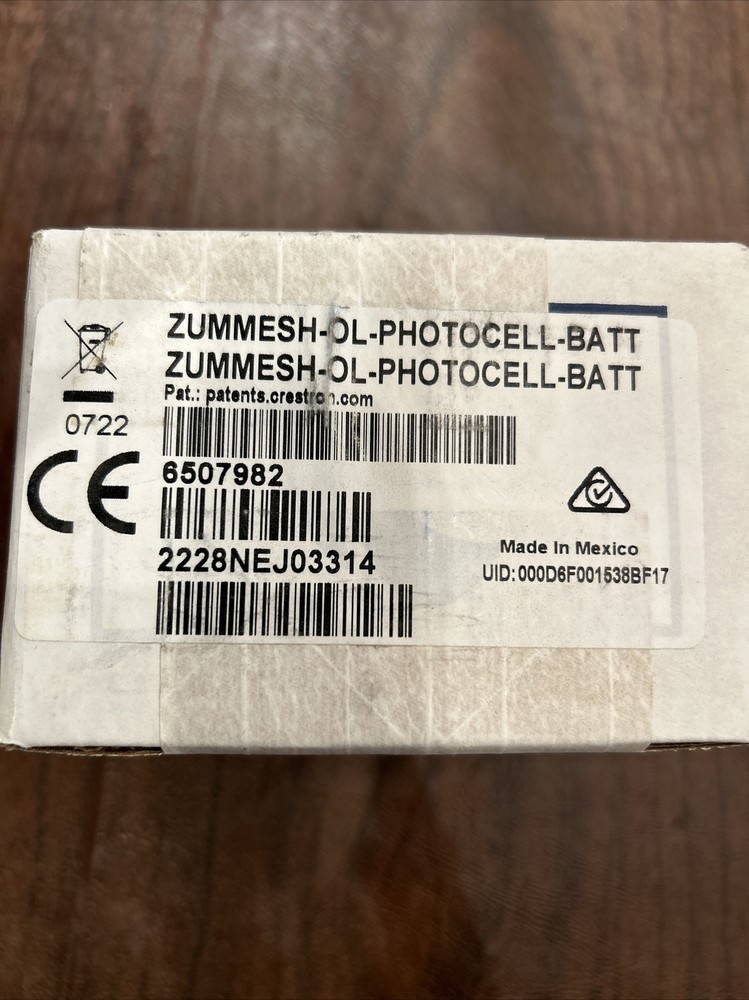 ZUMMESH-OL-PHOTOCELL-BATT
ZUMMESH-OL-PHOTOCELL-BATT
Pat.: patents.crestron.com
0722
CE
6507982
2228NEJ03314
Made In Mexico
UID:000D6F001538BF17